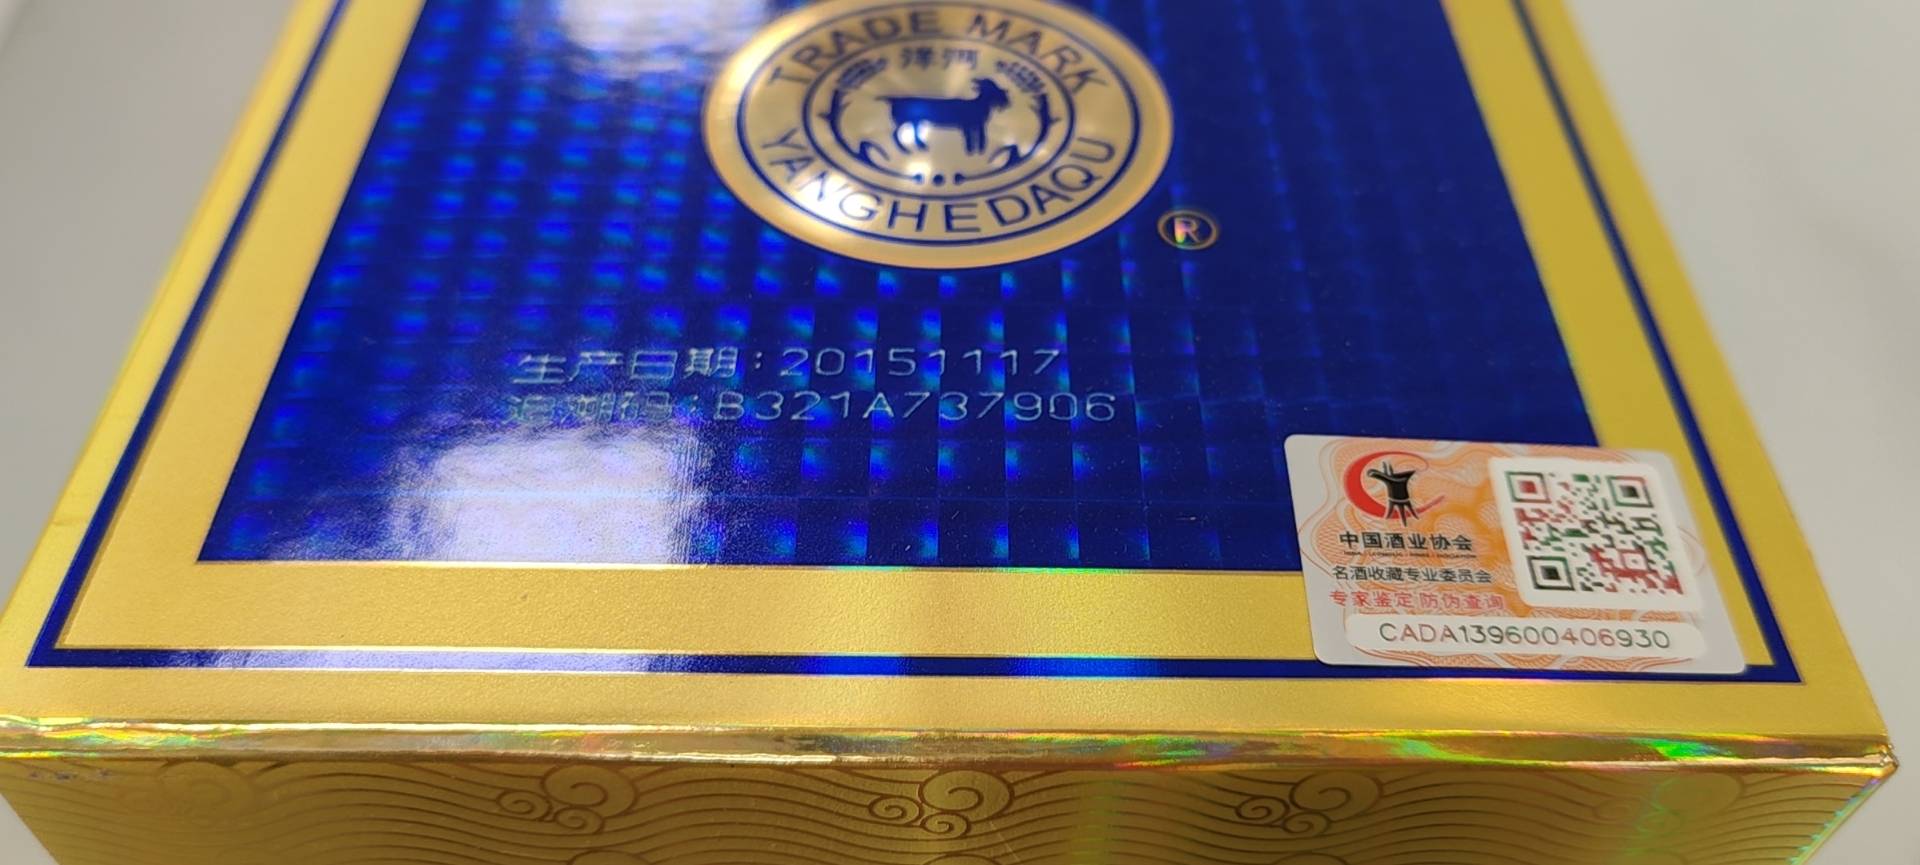 TRADE MARK
洋河
YANGHEDAQU
®
生产日期:20151117
追溯码:B321A737906
中国酒业协会
名酒收藏专业委员会
专家鉴定 防伪查询
CADA139600406930